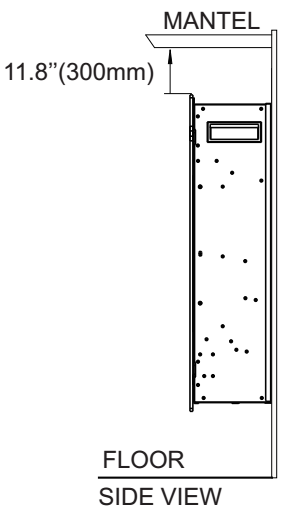 MANTEL
11.8’’(300mm)
FLOOR
SIDE VIEW